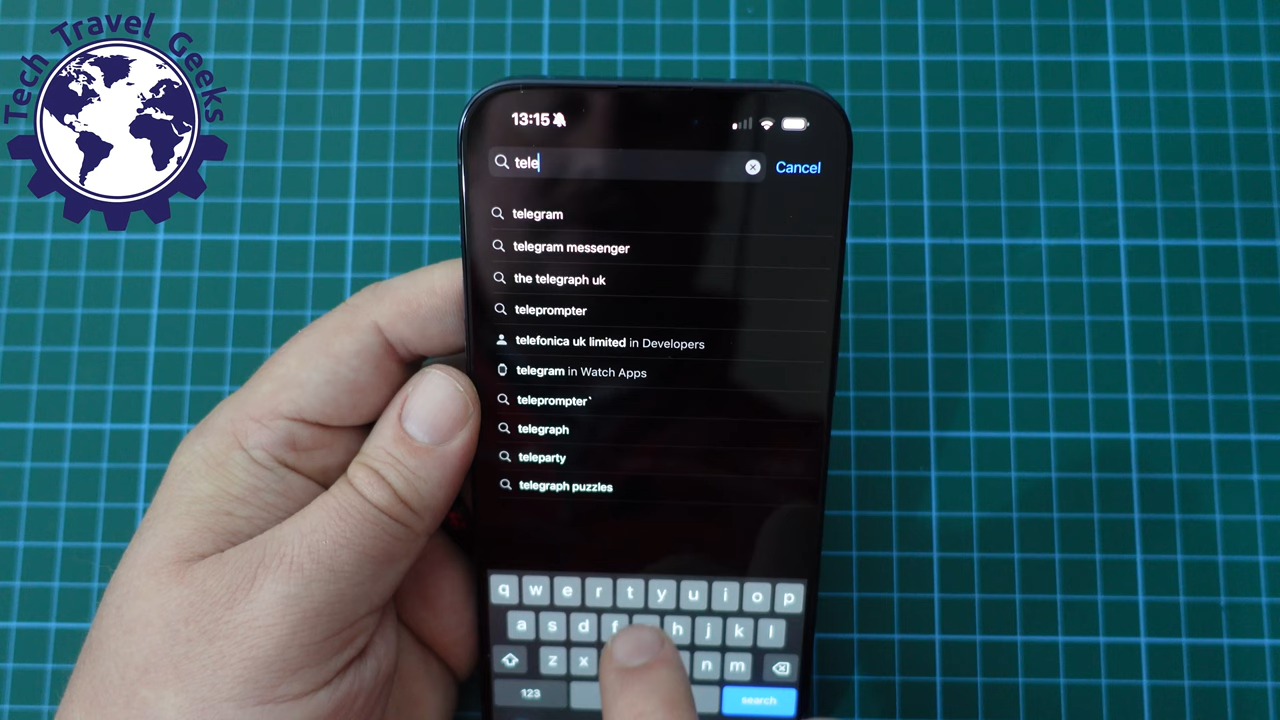 Tech Travel Geeks
13:15
tele
Cancel
telegram
telegram messenger
the telegraph uk
teleprompter
telefonica uk limited in Developers
telegram in Watch Apps
teleprompter`
telegraph
teleparty
telegraph puzzles
q w e r t y u i o p
a s d f h j k l
z x n m
123 search